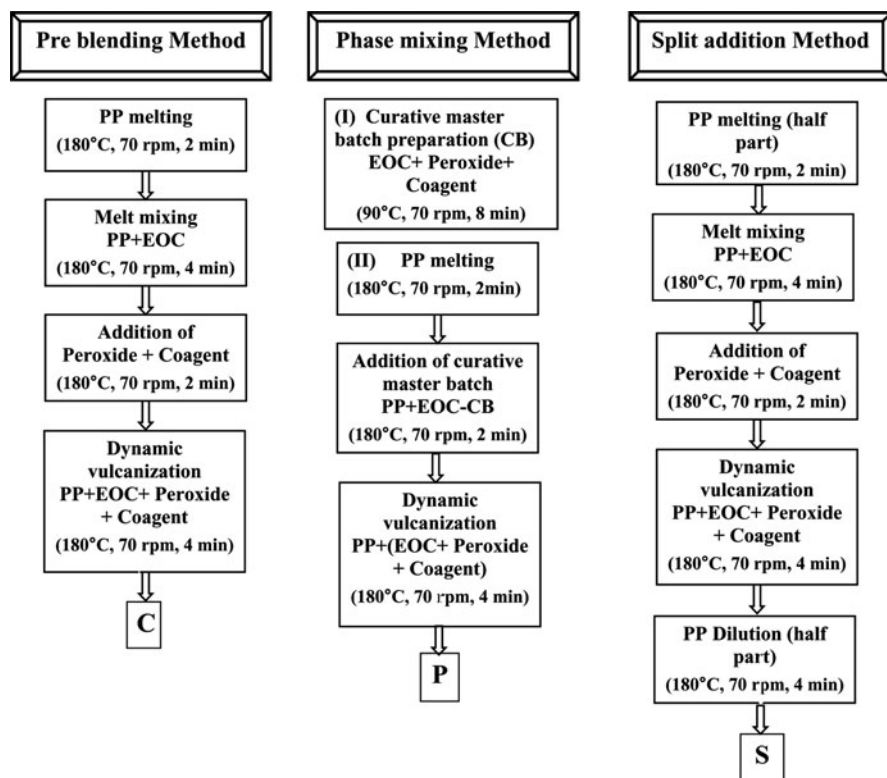 Pre blending Method
PP melting
(180°C, 70 rpm, 2 min)
Melt mixing
PP+EOC
(180°C, 70 rpm, 4 min)
Addition of
Peroxide + Coagent
(180°C, 70 rpm, 2 min)
Dynamic
vulcanization
PP+EOC+ Peroxide
+ Coagent
(180°C, 70 rpm, 4 min)
C
Phase mixing Method
(I) Curative master
batch preparation (CB)
EOC+ Peroxide+
Coagent
(90°C, 70 rpm, 8 min)
(II) PP melting
(180°C, 70 rpm, 2min)
Addition of curative
master batch
PP+EOC-CB
(180°C, 70 rpm, 2 min)
Dynamic
vulcanization
PP+(EOC+ Peroxide
+ Coagent)
(180°C, 70 rpm, 4 min)
P
Split addition Method
PP melting (half
part)
(180°C, 70 rpm, 2 min)
Melt mixing
PP+EOC
(180°C, 70 rpm, 4 min)
Addition of
Peroxide + Coagent
(180°C, 70 rpm, 2 min)
Dynamic
vulcanization
PP+EOC+ Peroxide
+ Coagent
(180°C, 70 rpm, 4 min)
PP Dilution (half
part)
(180°C, 70 rpm, 4 min)
S